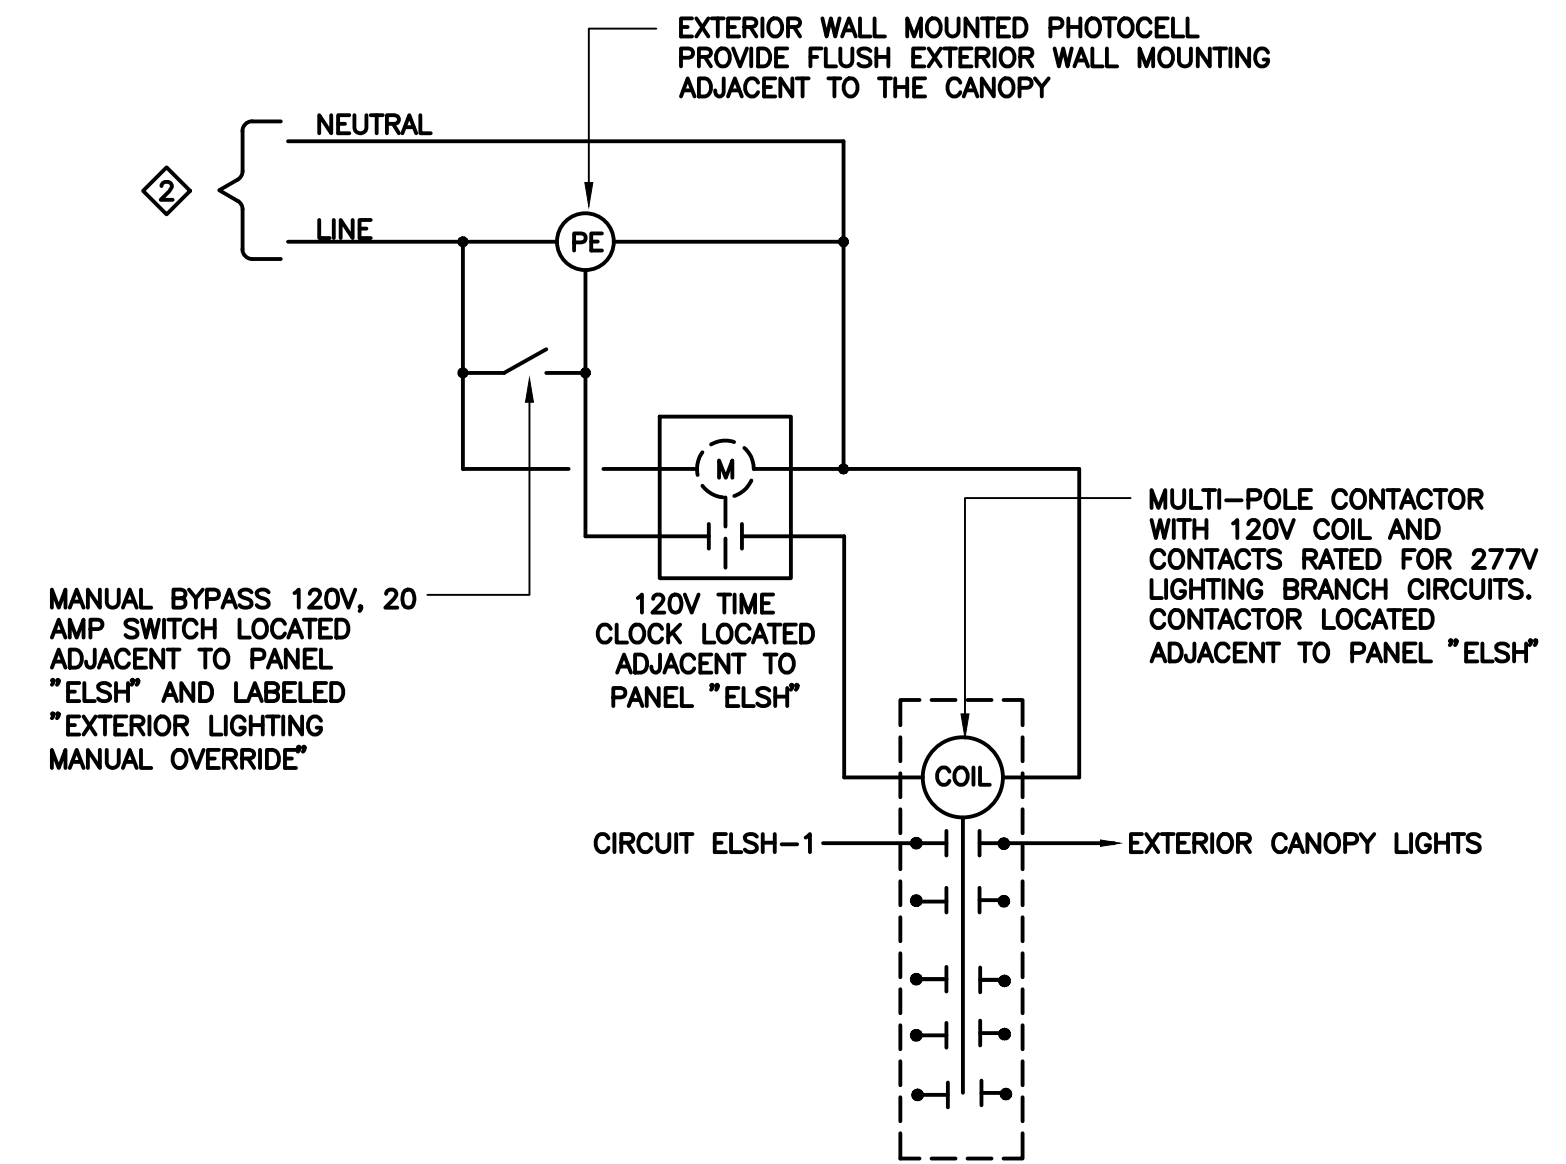 EXTERIOR WALL MOUNTED PHOTOCELL
PROVIDE FLUSH EXTERIOR WALL MOUNTING
ADJACENT TO THE CANOPY
NEUTRAL
2
LINE
PE
M
MULTI-POLE CONTACTOR
WITH 120V COIL AND
CONTACTS RATED FOR 277V
LIGHTING BRANCH CIRCUITS.
CONTACTOR LOCATED
ADJACENT TO PANEL "ELSH"
MANUAL BYPASS 120V, 20
AMP SWITCH LOCATED
ADJACENT TO PANEL
"ELSH" AND LABELED
"EXTERIOR LIGHTING
MANUAL OVERRIDE"
120V TIME
CLOCK LOCATED
ADJACENT TO
PANEL "ELSH"
COIL
CIRCUIT ELSH-1
EXTERIOR CANOPY LIGHTS